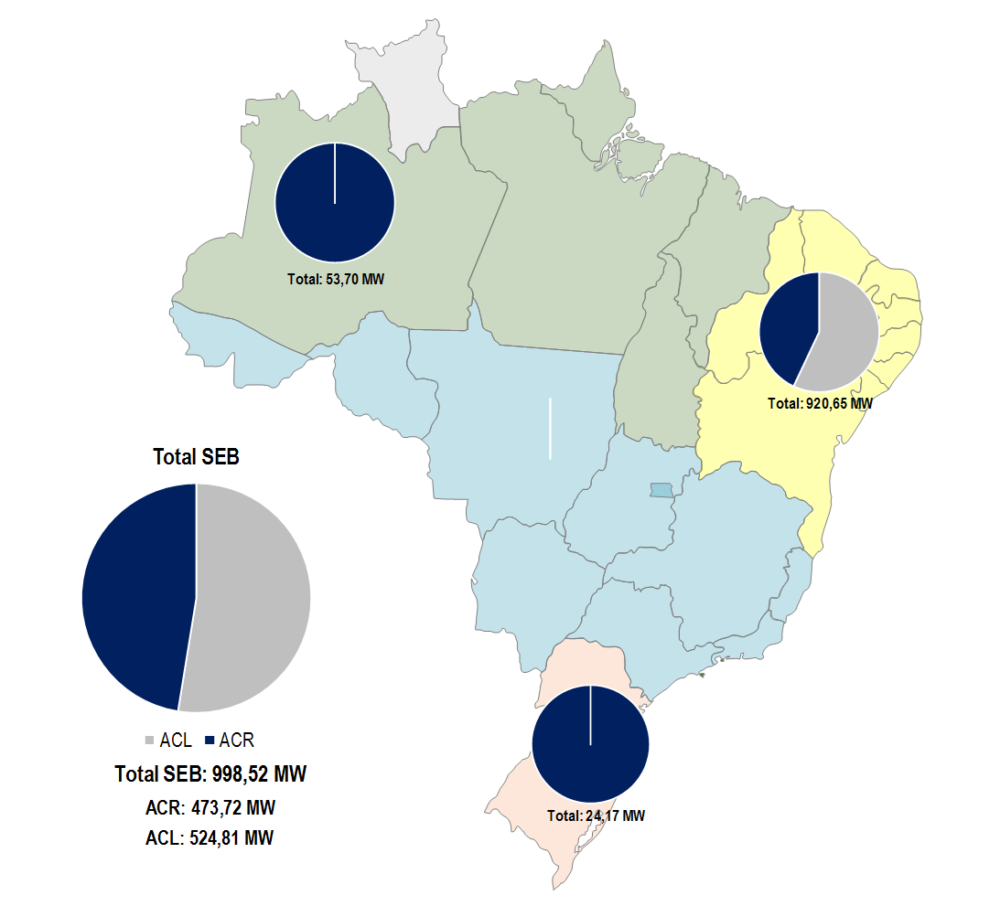 Total: 53,70 MW
Total: 920,65 MW
Total SEB
ACL ACR
Total SEB: 998,52 MW
ACR: 473,72 MW
ACL: 524,81 MW
Total: 24,17 MW